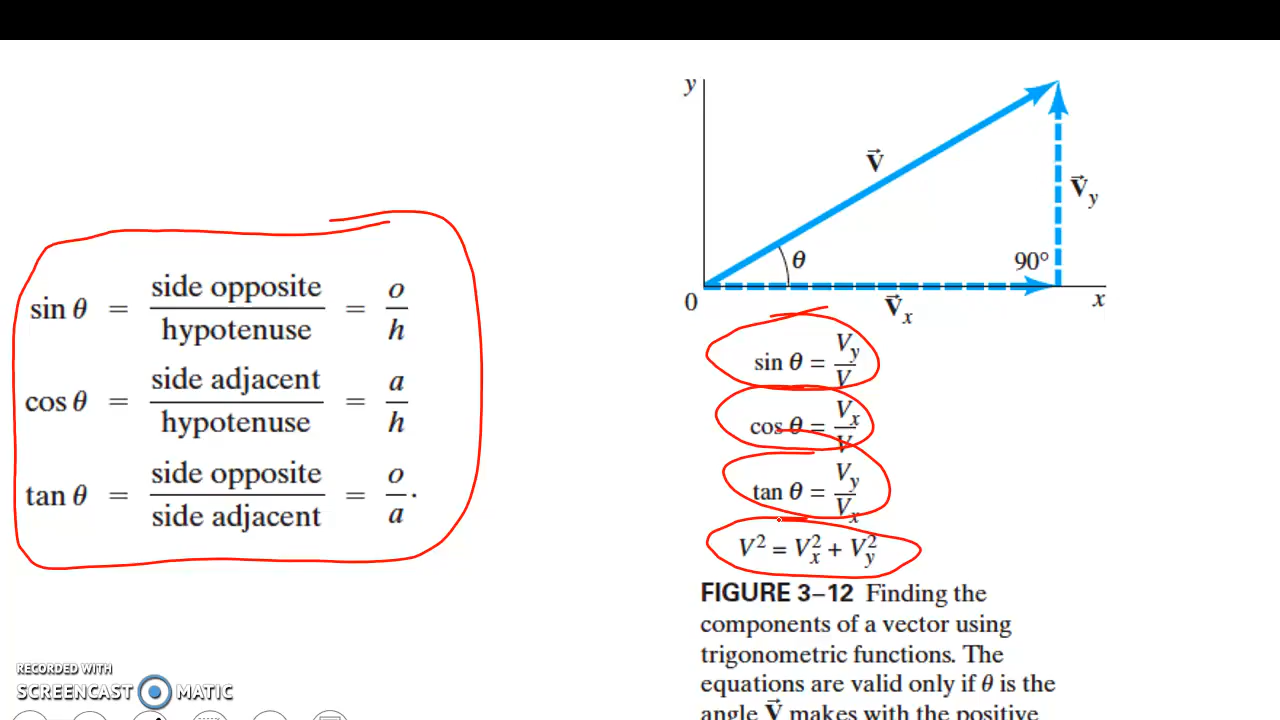 sin θ = side opposite / hypotenuse = o / h
cos θ = side adjacent / hypotenuse = a / h
tan θ = side opposite / side adjacent = o / a .
y
V⃗
V⃗y
θ
90°
0
V⃗x
x
sin θ = Vy / V
cos θ = Vx / V
tan θ = Vy / Vx
V² = Vx² + Vy²
FIGURE 3–12 Finding the
components of a vector using
trigonometric functions. The
equations are valid only if θ is the
angle V⃗ makes with the positive
RECORDED WITH
SCREENCAST MATIC